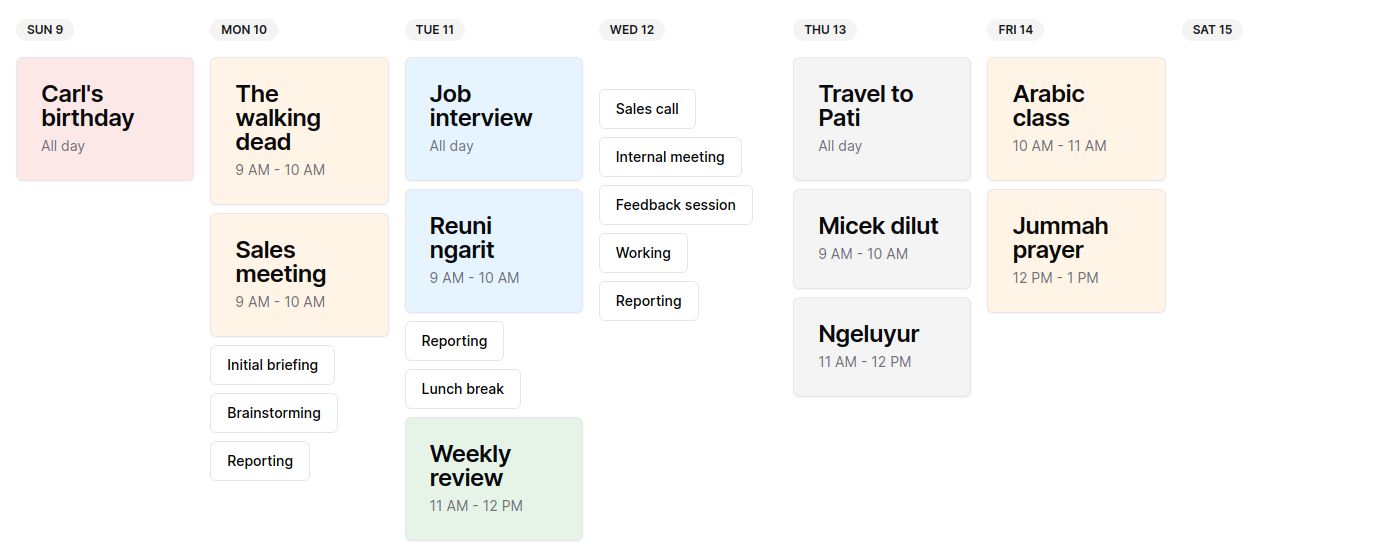 SUN 9
Carl's
birthday
All day
MON 10
The
walking
dead
9 AM - 10 AM
Sales
meeting
9 AM - 10 AM
Initial briefing
Brainstorming
Reporting
TUE 11
Job
interview
All day
Reuni
ngarit
9 AM - 10 AM
Reporting
Lunch break
Weekly
review
11 AM - 12 PM
WED 12
Sales call
Internal meeting
Feedback session
Working
Reporting
THU 13
Travel to
Pati
All day
Micek dilut
9 AM - 10 AM
Ngeluyur
11 AM - 12 PM
FRI 14
Arabic
class
10 AM - 11 AM
Jummah
prayer
12 PM - 1 PM
SAT 15